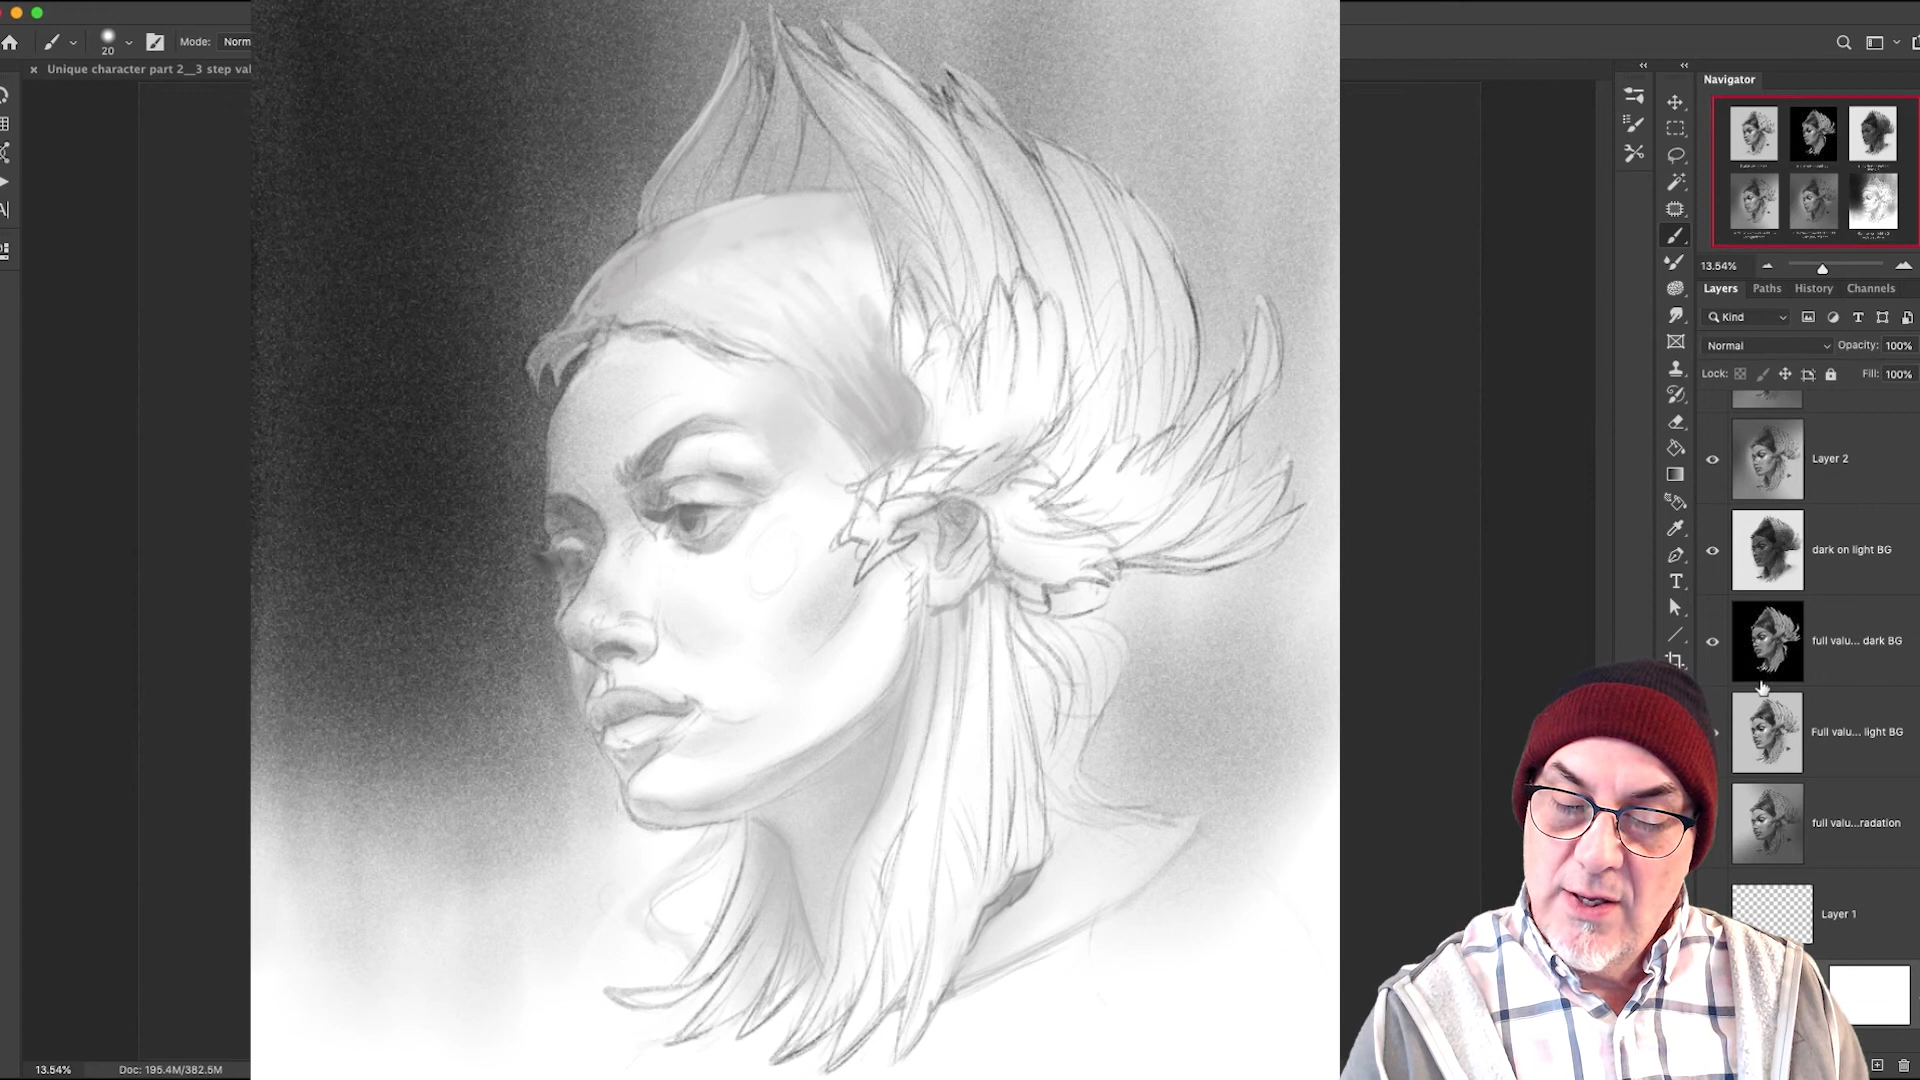 20
Mode:
Norm
× Unique character part 2__3 step val
Navigator
13.54%
Layers Paths History Channels
Kind
Normal Opacity: 100%
Lock: Fill: 100%
Layer 2
dark on light BG
full valu... dark BG
Full valu... light BG
full valu...radation
Layer 1
13.54% Doc: 195.4M/382.5M